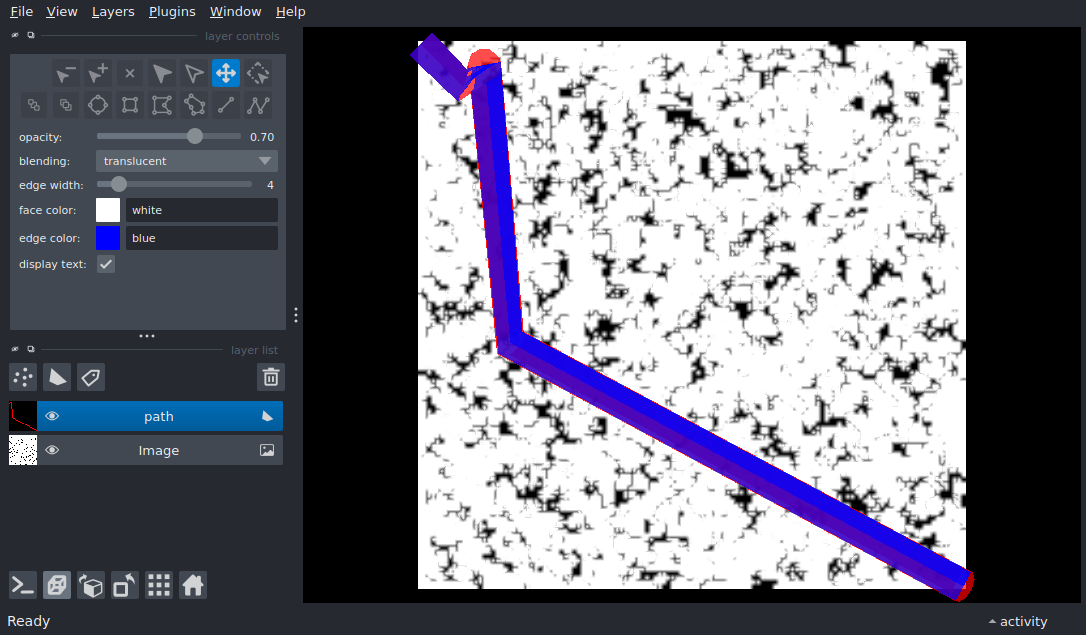 File View Layers Plugins Window Help
layer controls
opacity: 0.70
blending: translucent
edge width: 4
face color: white
edge color: blue
display text:
layer list
path
Image
Ready
activity